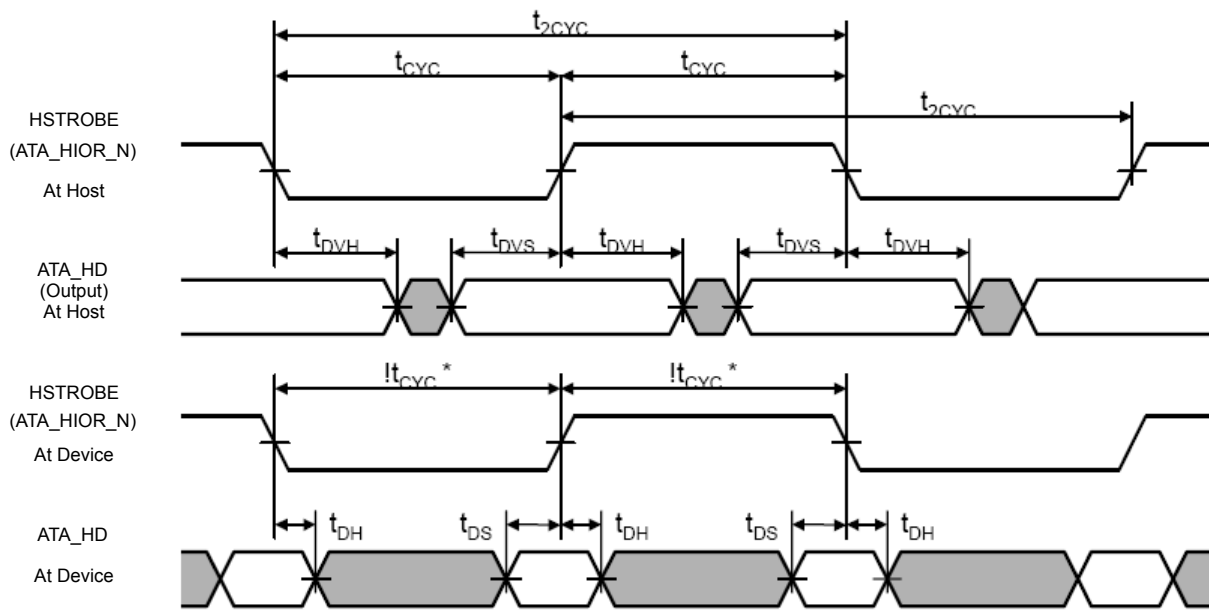 t2CYC
tCYC tCYC
HSTROBE
t2CYC
(ATA_HIOR_N)
At Host
tDVH tDVS tDVH tDVS tDVH
ATA_HD
(Output)
At Host
!tCYC * !tCYC *
HSTROBE
(ATA_HIOR_N)
At Device
tDH tDS tDH tDS tDH
ATA_HD
At Device